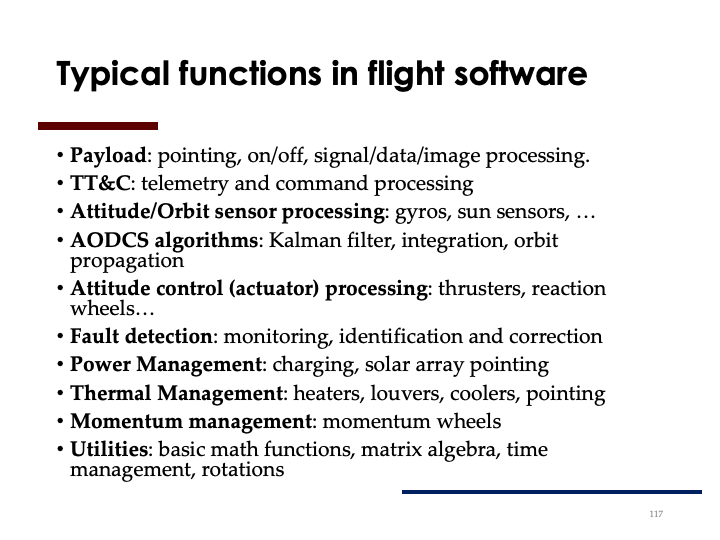 Typical functions in flight software
• Payload: pointing, on/off, signal/data/image processing.
• TT&C: telemetry and command processing
• Attitude/Orbit sensor processing: gyros, sun sensors, …
• AODCS algorithms: Kalman filter, integration, orbit
propagation
• Attitude control (actuator) processing: thrusters, reaction
wheels…
• Fault detection: monitoring, identification and correction
• Power Management: charging, solar array pointing
• Thermal Management: heaters, louvers, coolers, pointing
• Momentum management: momentum wheels
• Utilities: basic math functions, matrix algebra, time
management, rotations
117